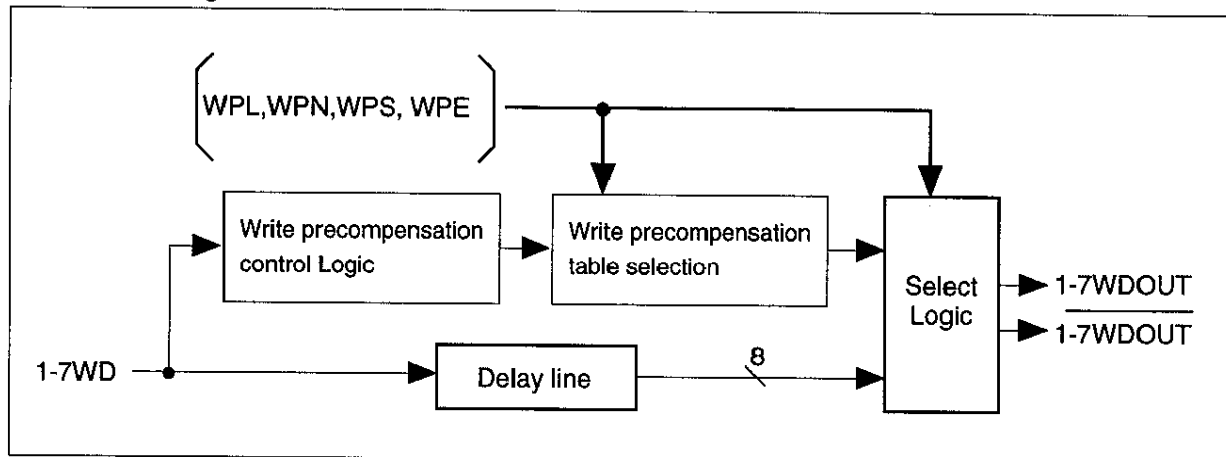 WPL,WPN,WPS, WPE
Write precompensation
control Logic
Write precompensation
table selection
Select
Logic
1-7WDOUT
1-7WDOUT
1-7WD
Delay line
8